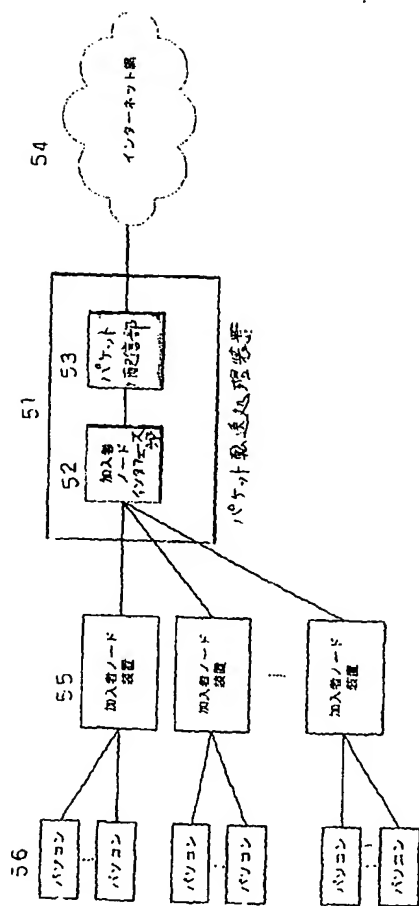 54
インターネット網
51
53
パケット
配信部
52
加入者
ノード
インタフェース
部
パケット転送処理装置
55
加入者ノード
装置
加入者ノード
装置
加入者ノード
装置
56
パソコン
パソコン
パソコン
パソコン
パソコン
パソコン